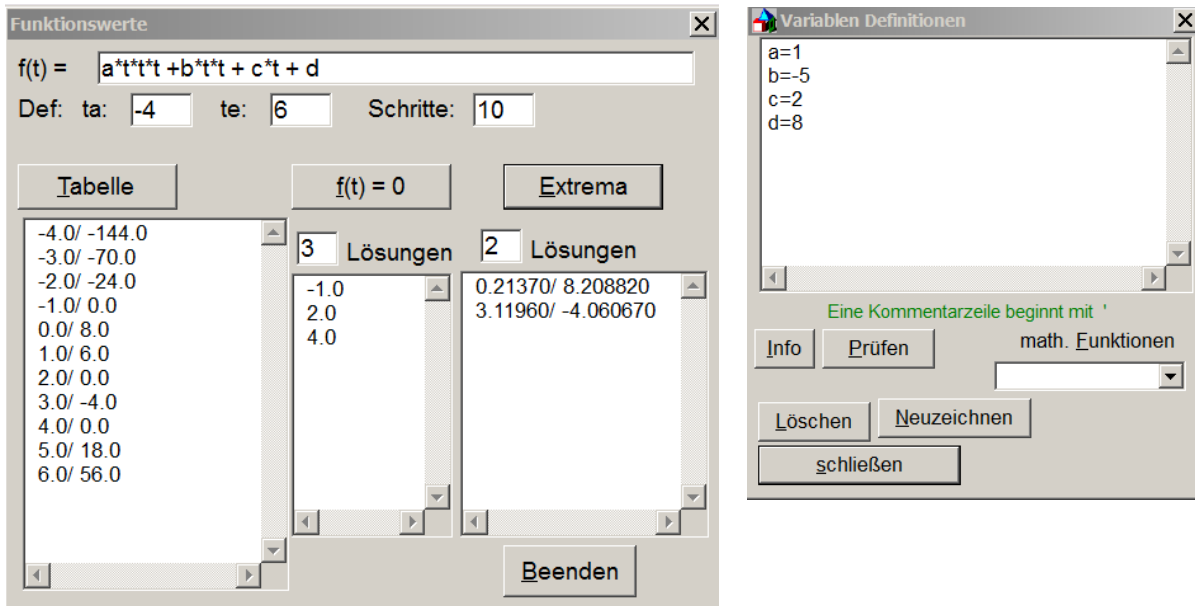 Funktionswerte
f(t) = a*t*t*t +b*t*t + c*t + d
Def: ta: -4 te: 6 Schritte: 10
Tabelle
f(t) = 0
Extrema
-4.0/ -144.0
-3.0/ -70.0
-2.0/ -24.0
-1.0/ 0.0
0.0/ 8.0
1.0/ 6.0
2.0/ 0.0
3.0/ -4.0
4.0/ 0.0
5.0/ 18.0
6.0/ 56.0
3 Lösungen
-1.0
2.0
4.0
2 Lösungen
0.21370/ 8.208820
3.11960/ -4.060670
Beenden
Variablen Definitionen
a=1
b=-5
c=2
d=8
Eine Kommentarzeile beginnt mit '
Info
Prüfen
math. Funktionen
Löschen
Neuzeichnen
schließen